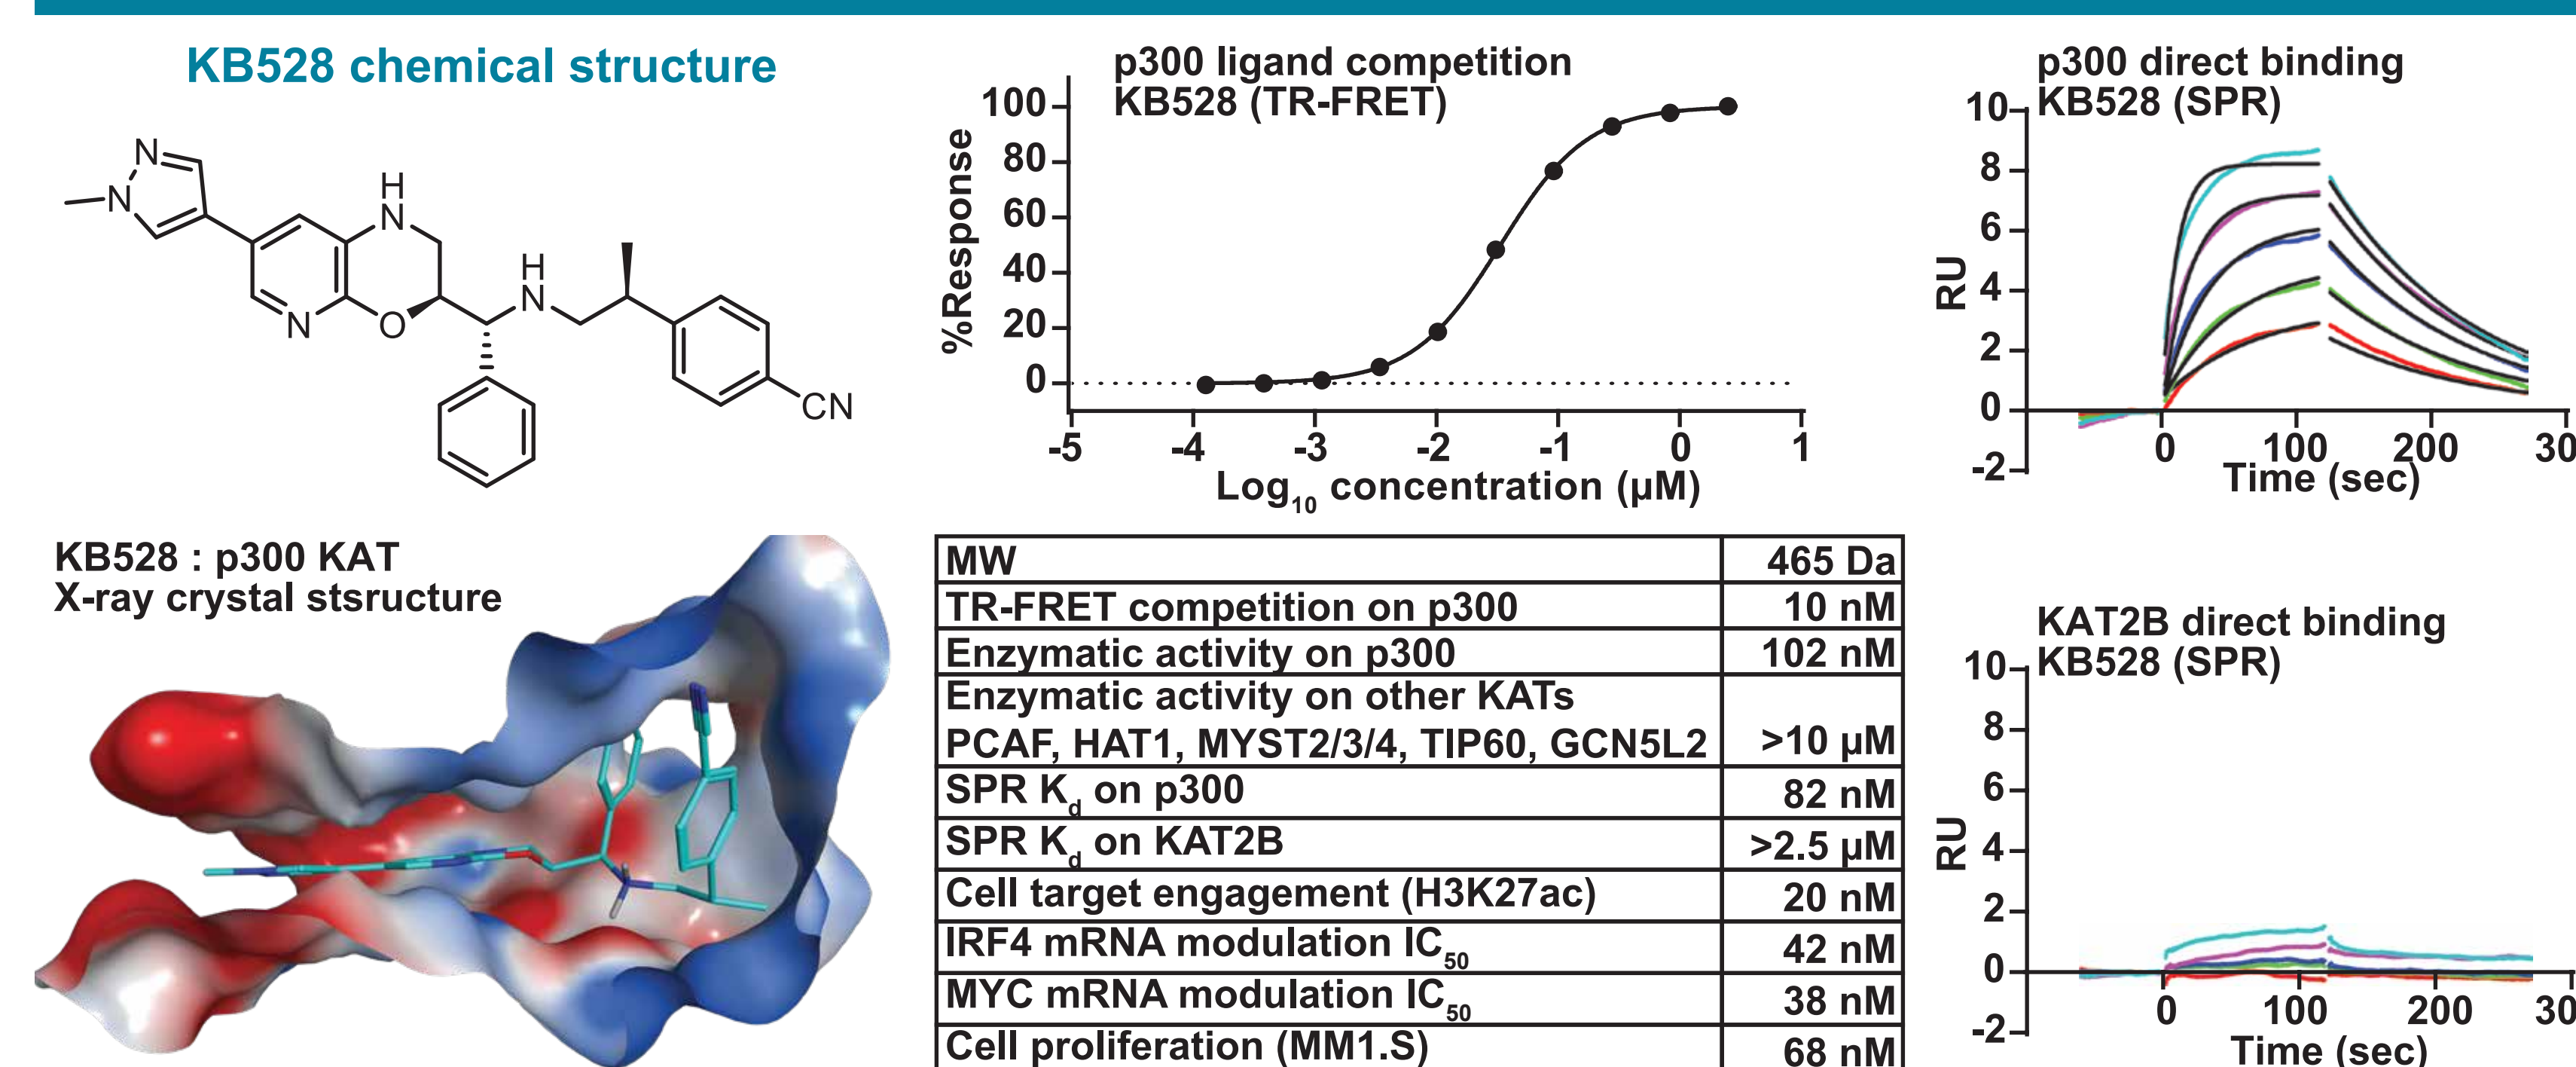 KB528 chemical structure
N
N
N
H
N
O
H
N
CN
p300 ligand competition
KB528 (TR-FRET)
%Response
100
80
60
40
20
0
-5 -4 -3 -2 -1 0 1
Log10 concentration (µM)
p300 direct binding
KB528 (SPR)
RU
10
8
6
4
2
0
-2
0 100 200
Time (sec)
KB528 : p300 KAT
X-ray crystal stsructure
MW 465 Da
TR-FRET competition on p300 10 nM
Enzymatic activity on p300 102 nM
Enzymatic activity on other KATs
PCAF, HAT1, MYST2/3/4, TIP60, GCN5L2 >10 µM
SPR Kd on p300 82 nM
SPR Kd on KAT2B >2.5 µM
Cell target engagement (H3K27ac) 20 nM
IRF4 mRNA modulation IC50 42 nM
MYC mRNA modulation IC50 38 nM
Cell proliferation (MM1.S) 68 nM
KAT2B direct binding
KB528 (SPR)
RU
10
8
6
4
2
0
-2
0 100 200
Time (sec)